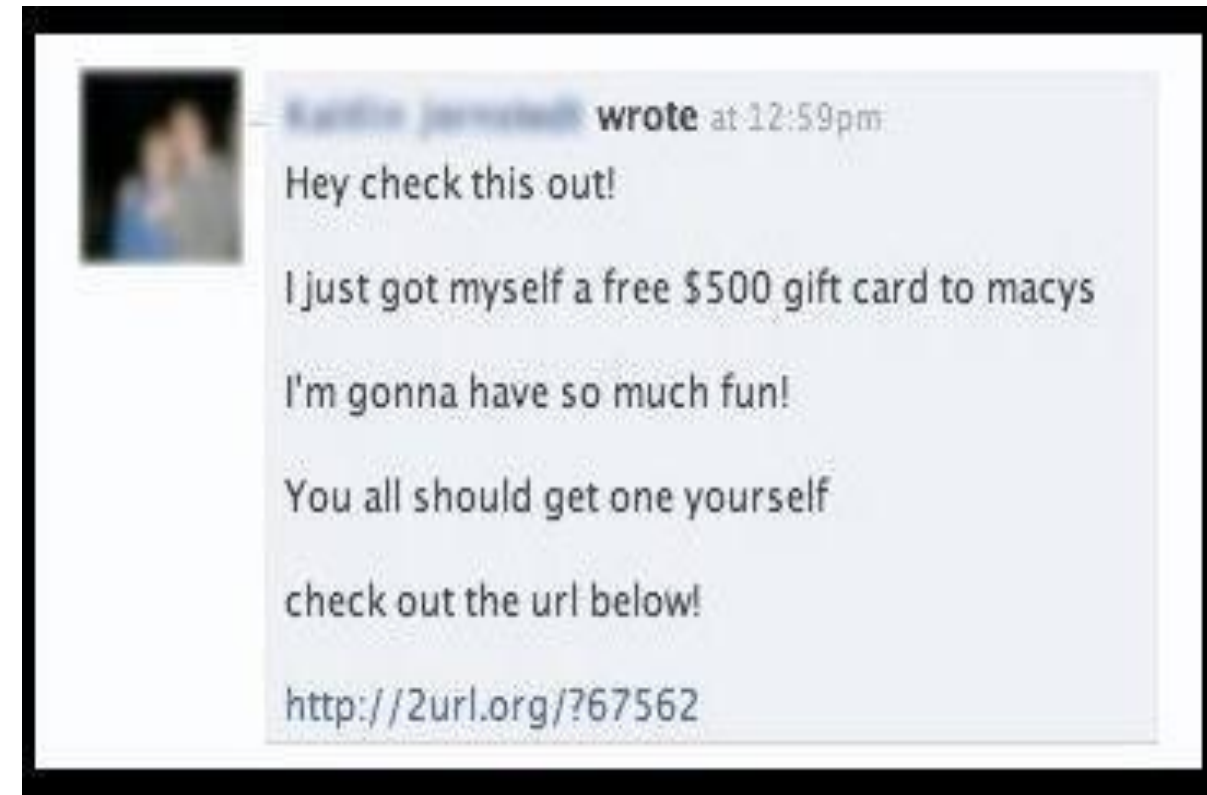 wrote at 12:59pm
Hey check this out!
I just got myself a free $500 gift card to macys
I'm gonna have so much fun!
You all should get one yourself
check out the url below!
http://2url.org/?67562